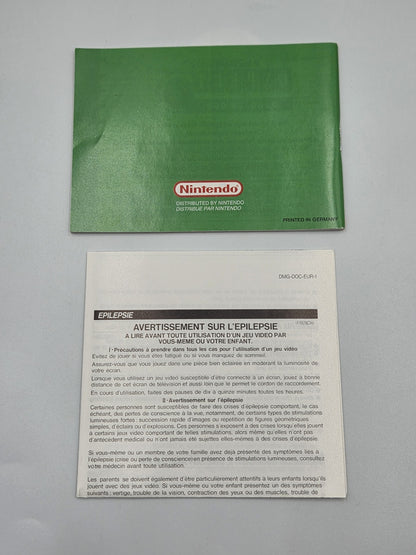 Nintendo
DISTRIBUTED BY NINTENDO
DISTRIBUE PAR NINTENDO
PRINTED IN GERMANY
DMG-DOC-EUR-1
EPILEPSIE
(FRENCH)
AVERTISSEMENT SUR L'EPILEPSIE
A LIRE AVANT TOUTE UTILISATION D'UN JEU VIDEO PAR
VOUS-MEME OU VOTRE ENFANT.
I - Precautions à prendre dans tous les cas pour l'utilisation d'un jeu vidéo
Evitez de jouer si vous êtes fatigué ou si vous manquez de sommeil.
Assurez-vous que vous jouez dans une pièce bien éclairée en modérant la luminosité de
votre écran.
Lorsque vous utilisez un jeu vidéo susceptible d'être connecté à un écran, jouez à bonne
distance de cet écran de télévision et aussi loin que le permet le cordon de raccordement.
En cours d'utilisation, faites des pauses de dix à quinze minutes toutes les heures.
II - Avertissement sur l'épilepsie
Certaines personnes sont susceptibles de faire des crises d'épilepsie comportant, le cas
échéant, des pertes de conscience à la vue, notamment, de certains types de stimulations
lumineuses fortes: succession rapide d'images ou répétition de figures géométriques
simples, d'éclairs ou d'explosions. Ces personnes s'exposent à des crises lorsqu'elles jouent
à certains jeux vidéo comportant de telles stimulations, alors même qu'elles n'ont pas
d'antécédent médical ou n'ont jamais été sujettes elles-mêmes à des crises d'épilepsie.
Si vous-même ou un membre de votre famille avez déjà présenté des symptômes liés à
l'épilepsie (crise ou perte de conscience) en présence de stimulations lumineuses, consultez
votre médecin avant toute utilisation.
Les parents se doivent également d'être particulièrement attentifs à leurs enfants lorsqu'ils
jouent avec des jeux vidéo. Si vous-même ou votre enfant présentez un des symptômes
suivants: vertige, trouble de la vision, contraction des yeux ou des muscles, trouble de